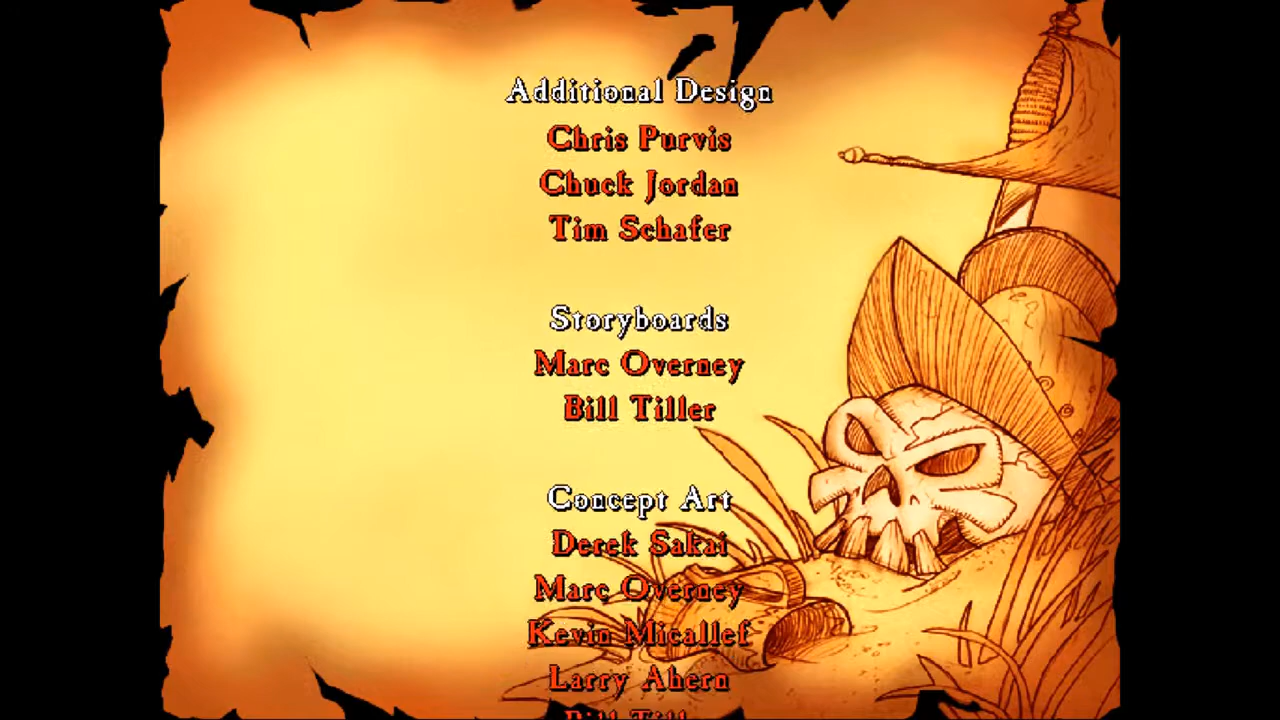 Additional Design
Chris Purvis
Chuck Jordan
Tim Schafer
Storyboards
Marc Overney
Bill Tiller
Concept Art
Derek Sakai
Marc Overney
Kevin Micallef
Larry Ahern